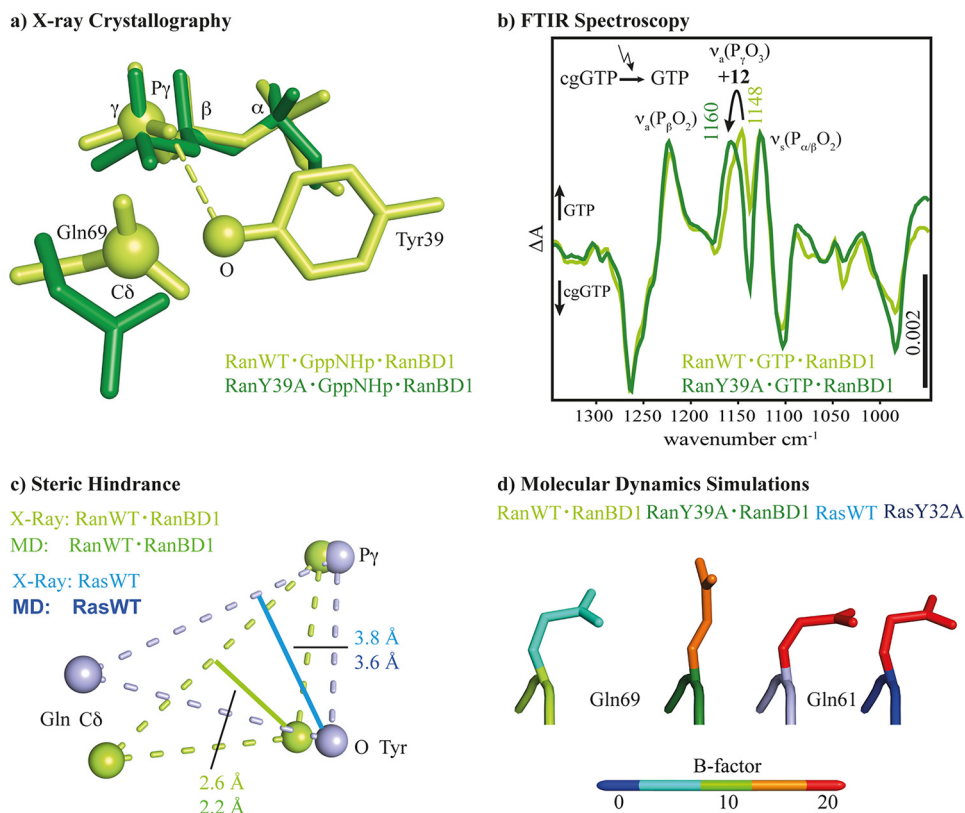 a) X-ray Crystallography
γ
Pγ
β
α
Gln69
Cδ
O
Tyr39
RanWT·GppNHp·RanBD1
RanY39A·GppNHp·RanBD1
b) FTIR Spectroscopy
cgGTP → GTP
νa(PγO3)
+12
νa(PβO2)
1160
1148
νs(Pα/βO2)
ΔA
GTP
cgGTP
0.002
RanWT·GTP·RanBD1
RanY39A·GTP·RanBD1
1300 1250 1200 1150 1100 1050 1000
wavenumber cm-1
c) Steric Hindrance
X-Ray: RanWT·RanBD1
MD: RanWT·RanBD1
X-Ray: RasWT
MD: RasWT
Pγ
3.8 Å
3.6 Å
Gln Cδ
O Tyr
2.6 Å
2.2 Å
d) Molecular Dynamics Simulations
RanWT·RanBD1 RanY39A·RanBD1 RasWT RasY32A
Gln69
Gln61
B-factor
0 10 20